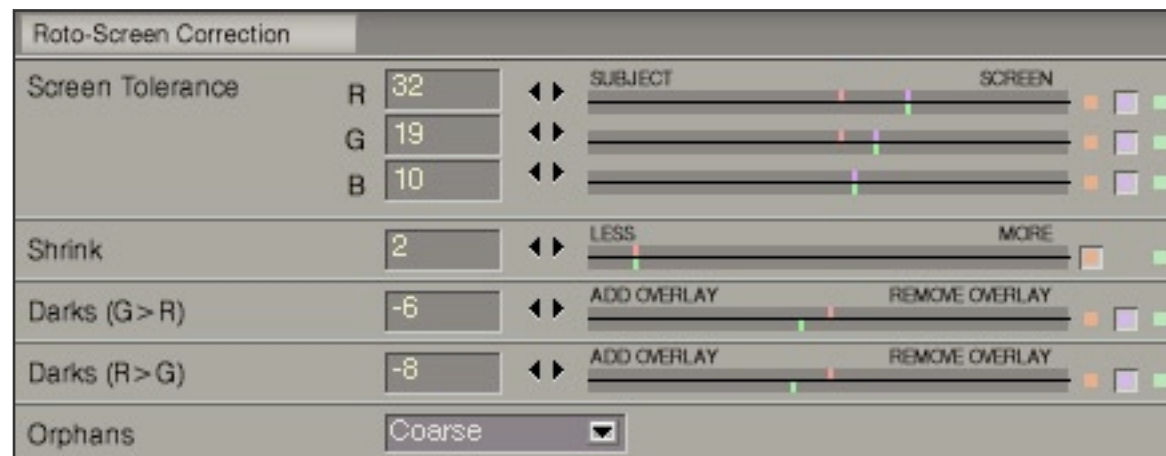 Roto-Screen Correction
Screen Tolerance R 32 SUBJECT SCREEN
G 19
B 10
Shrink 2 LESS MORE
Darks (G>R) -6 ADD OVERLAY REMOVE OVERLAY
Darks (R>G) -8 ADD OVERLAY REMOVE OVERLAY
Orphans Coarse